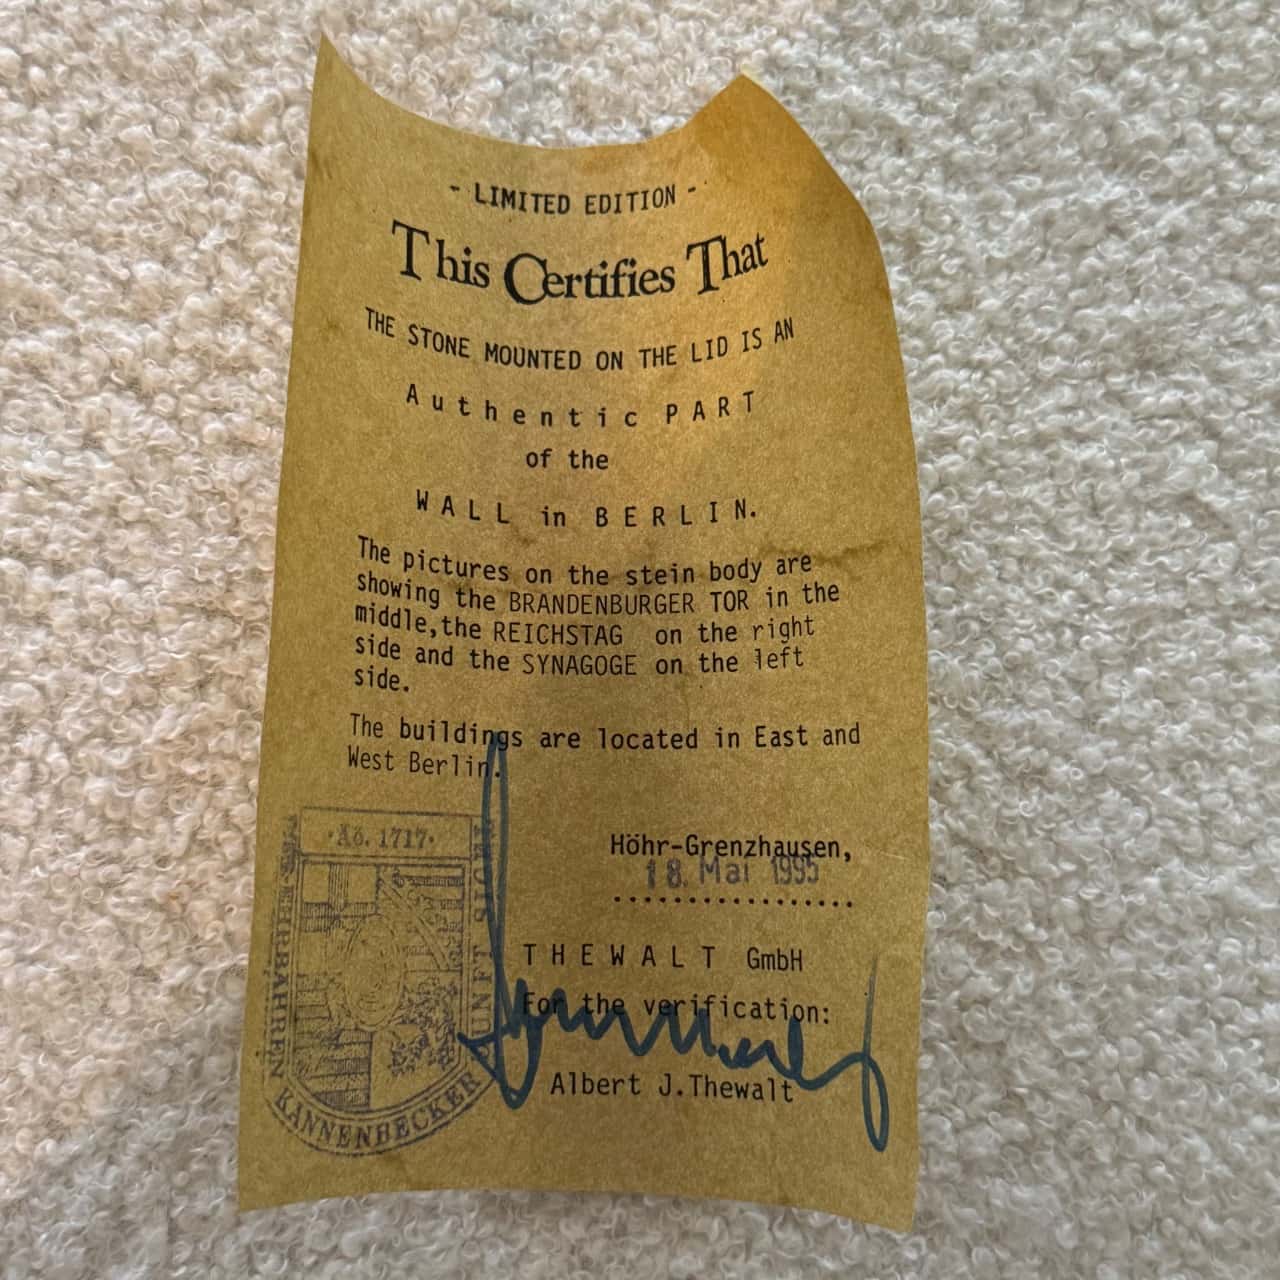 - LIMITED EDITION -
This Certifies That
THE STONE MOUNTED ON THE LID IS AN
Authentic PART
of the
WALL in BERLIN.
The pictures on the stein body are
showing the BRANDENBURGER TOR in the
middle,the REICHSTAG on the right
side and the SYNAGOGE on the left
side.
The buildings are located in East and
West Berlin.
Höhr-Grenzhausen,
18. Mai 1995
.................
THEWALT GmbH
For the verification:
Albert J.Thewalt
·Aō. 1717·
ERBAHREN
KANNENBECKER
ZUNFT